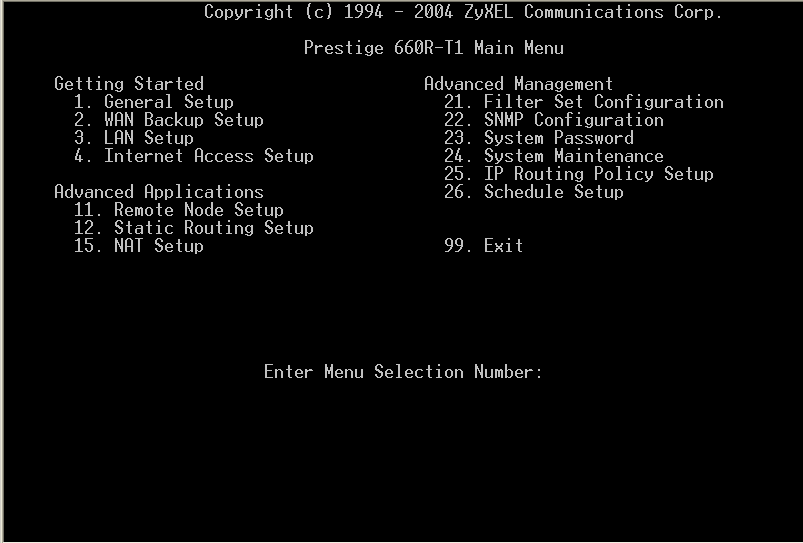 Copyright (c) 1994 - 2004 ZyXEL Communications Corp.
Prestige 660R-T1 Main Menu
Getting Started
1. General Setup
2. WAN Backup Setup
3. LAN Setup
4. Internet Access Setup
Advanced Applications
11. Remote Node Setup
12. Static Routing Setup
15. NAT Setup
Advanced Management
21. Filter Set Configuration
22. SNMP Configuration
23. System Password
24. System Maintenance
25. IP Routing Policy Setup
26. Schedule Setup
99. Exit
Enter Menu Selection Number: